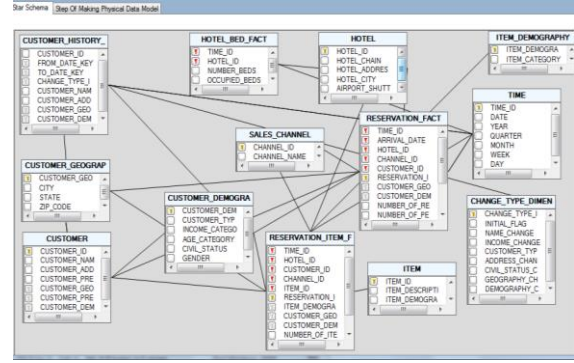 Star Schema Step Of Making Physical Data Model
CUSTOMER_HISTORY_
CUSTOMER_ID
FROM_DATE_KEY
TO_DATE_KEY
CHANGE_TYPE_I
CUSTOMER_NAM
CUSTOMER_ADD
CUSTOMER_GEO
CUSTOMER_DEM
HOTEL_BED_FACT
TIME_ID
HOTEL_ID
NUMBER_BEDS
OCCUPIED_BEDS
HOTEL
HOTEL_ID
HOTEL_CHAIN
HOTEL_ADDRES
HOTEL_CITY
AIRPORT_SHUTT
ITEM_DEMOGRAPHY
ITEM_DEMOGRA
ITEM_CATEGORY
TIME
TIME_ID
DATE
YEAR
QUARTER
MONTH
WEEK
DAY
RESERVATION_FACT
TIME_ID
ARRIVAL_DATE
HOTEL_ID
CHANNEL_ID
CUSTOMER_ID
RESERVATION_I
CUSTOMER_GEO
CUSTOMER_DEM
NUMBER_OF_RE
NUMBER_OF_PE
SALES_CHANNEL
CHANNEL_ID
CHANNEL_NAME
CUSTOMER_GEOGRAP
CUSTOMER_GEO
CITY
STATE
ZIP_CODE
CUSTOMER_DEMOGRA
CUSTOMER_DEM
CUSTOMER_TYP
INCOME_CATEGO
AGE_CATEGORY
CIVIL_STATUS
GENDER
CHANGE_TYPE_DIMEN
CHANGE_TYPE_I
INITIAL_FLAG
NAME_CHANGE
INCOME_CHANGE
CUSTOMER_TYP
ADDRESS_CHAN
CIVIL_STATUS_C
GEOGRAPHY_CH
DEMOGRAPHY_C
CUSTOMER
CUSTOMER_ID
CUSTOMER_NAM
CUSTOMER_ADD
CUSTOMER_PRE
CUSTOMER_GEO
CUSTOMER_PRE
CUSTOMER_DEM
RESERVATION_ITEM_F
TIME_ID
HOTEL_ID
CUSTOMER_ID
CHANNEL_ID
ITEM_ID
RESERVATION_I
ITEM_DEMOGRA
CUSTOMER_GEO
CUSTOMER_DEM
NUMBER_OF_ITE
ITEM
ITEM_ID
ITEM_DESCRIPTI
ITEM_DEMOGRA